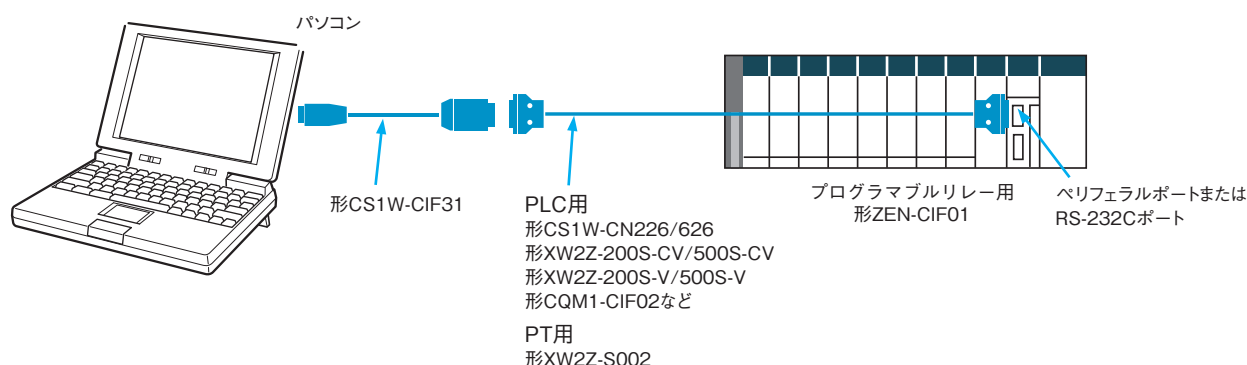 パソコン
形CS1W-CIF31
PLC用
形CS1W-CN226/626
形XW2Z-200S-CV/500S-CV
形XW2Z-200S-V/500S-V
形CQM1-CIF02など
PT用
形XW2Z-S002
プログラマブルリレー用
形ZEN-CIF01
ペリフェラルポートまたは
RS-232Cポート